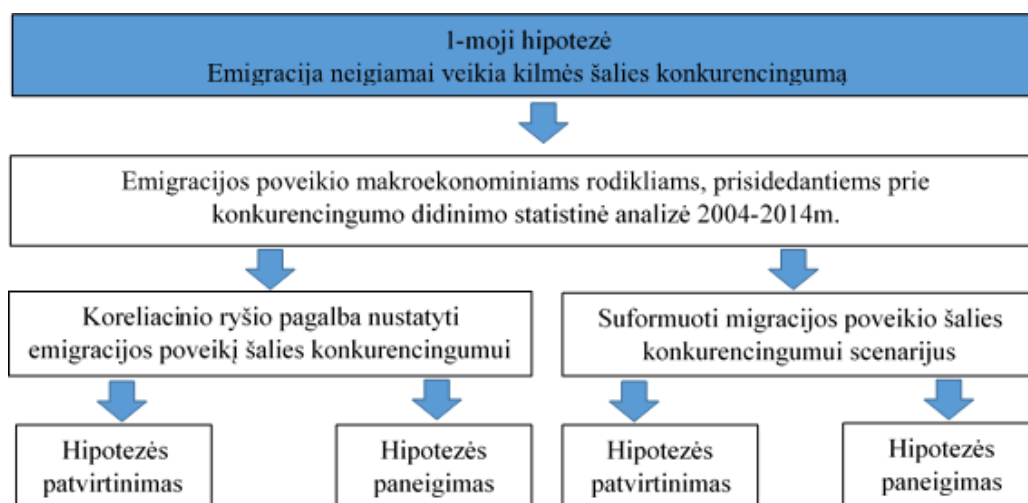 1-moji hipotezė
Emigracija neigiamai veikia kilmės šalies konkurencingumą
Emigracijos poveikio makroekonominiams rodikliams, prisidedantiems prie
konkurencingumo didinimo statistinė analizė 2004-2014m.
Koreliacinio ryšio pagalba nustatyti
emigracijos poveikį šalies konkurencingumui
Suformuoti migracijos poveikio šalies
konkurencingumui scenarijus
Hipotezės
patvirtinimas
Hipotezės
paneigimas
Hipotezės
patvirtinimas
Hipotezės
paneigimas